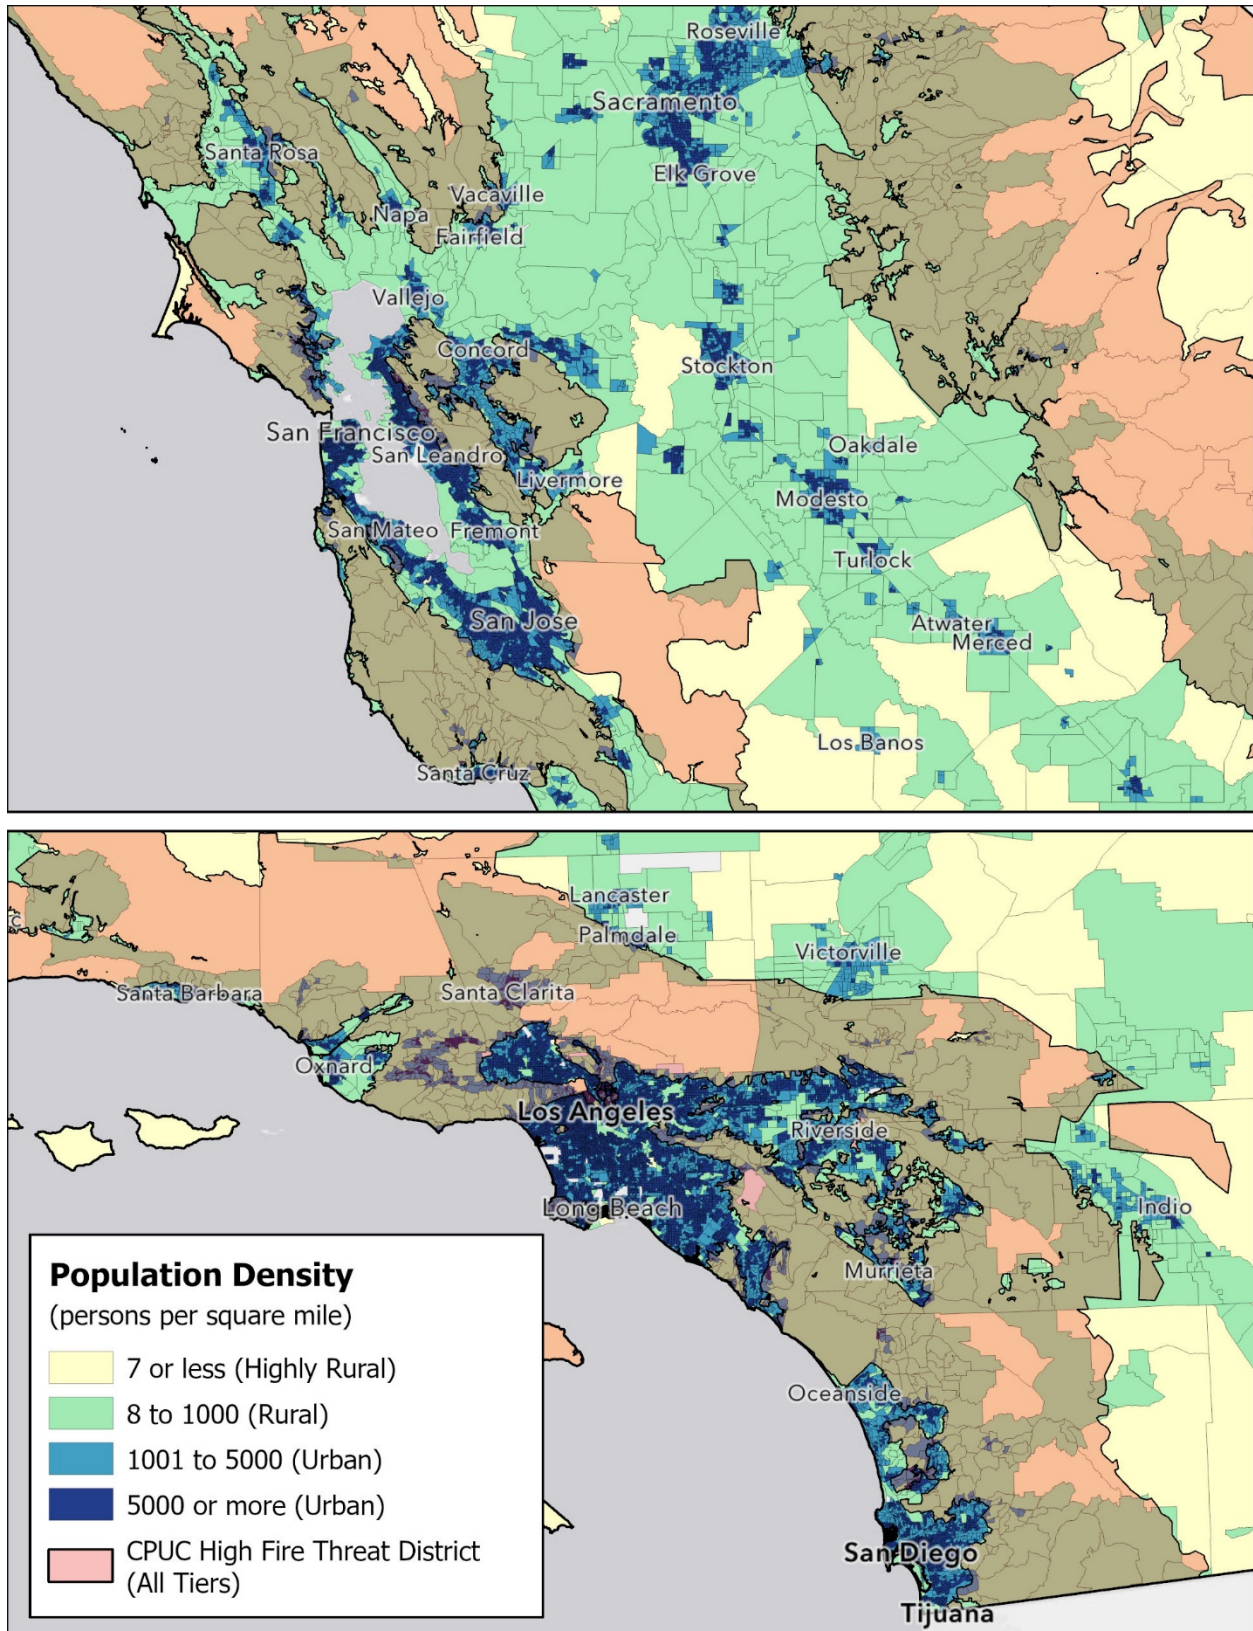 Roseville
Sacramento
Elk Grove
Santa Rosa
Vacaville
Napa
Fairfield
Vallejo
Concord
Stockton
San Francisco
San Leandro
Oakdale
Livermore
Modesto
San Mateo
Fremont
Turlock
San Jose
Atwater
Merced
Los Banos
Santa Cruz
Lancaster
Palmdale
Victorville
Santa Barbara
Santa Clarita
Oxnard
Los Angeles
Riverside
Long Beach
Indio
Murrieta
Oceanside
San Diego
Tijuana
Population Density
(persons per square mile)
7 or less (Highly Rural)
8 to 1000 (Rural)
1001 to 5000 (Urban)
5000 or more (Urban)
CPUC High Fire Threat District
(All Tiers)